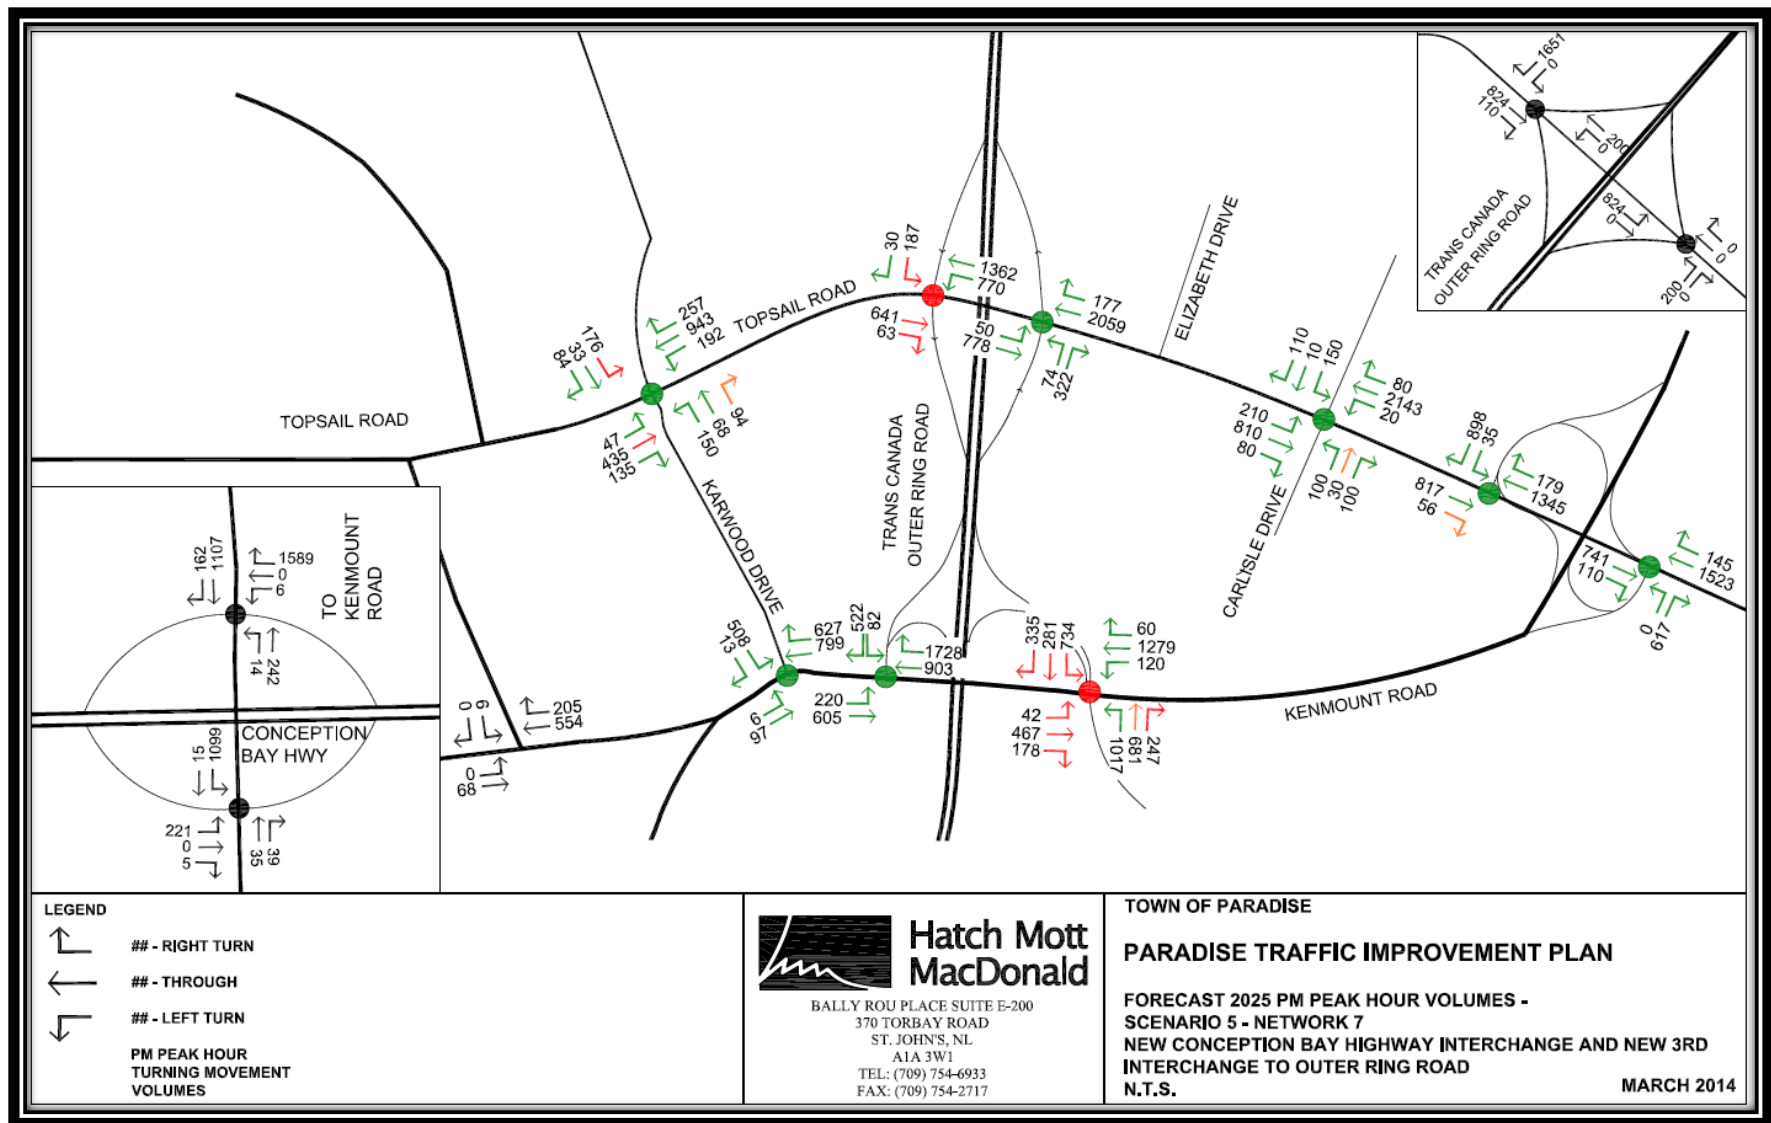 1651
0
824
110
200
0
824
0
0
0
200
0
TRANS CANADA
OUTER RING ROAD
ELIZABETH DRIVE
30
187
1362
770
641
63
177
2059
50
778
74
322
TOPSAIL ROAD
257
943
192
176
33
84
47
435
135
94
68
150
TOPSAIL ROAD
KARWOOD DRIVE
TRANS CANADA
OUTER RING ROAD
110
10
150
80
2143
20
210
810
80
100
30
100
CARLISLE DRIVE
898
35
179
1345
817
56
741
110
145
1523
0
617
508
13
627
799
6
97
522
82
1728
903
220
605
335
281
734
60
1279
120
42
467
178
1017
681
247
KENMOUNT ROAD
0
9
205
554
0
68
162
1107
1589
0
6
TO
KENMOUNT
ROAD
14
242
CONCEPTION
BAY HWY
15
1099
221
0
5
35
39
LEGEND
## - RIGHT TURN
## - THROUGH
## - LEFT TURN
PM PEAK HOUR
TURNING MOVEMENT
VOLUMES
Hatch Mott
MacDonald
BALLY ROU PLACE SUITE E-200
370 TORBAY ROAD
ST. JOHN'S, NL
A1A 3W1
TEL: (709) 754-6933
FAX: (709) 754-2717
TOWN OF PARADISE
PARADISE TRAFFIC IMPROVEMENT PLAN
FORECAST 2025 PM PEAK HOUR VOLUMES -
SCENARIO 5 - NETWORK 7
NEW CONCEPTION BAY HIGHWAY INTERCHANGE AND NEW 3RD
INTERCHANGE TO OUTER RING ROAD
N.T.S.
MARCH 2014